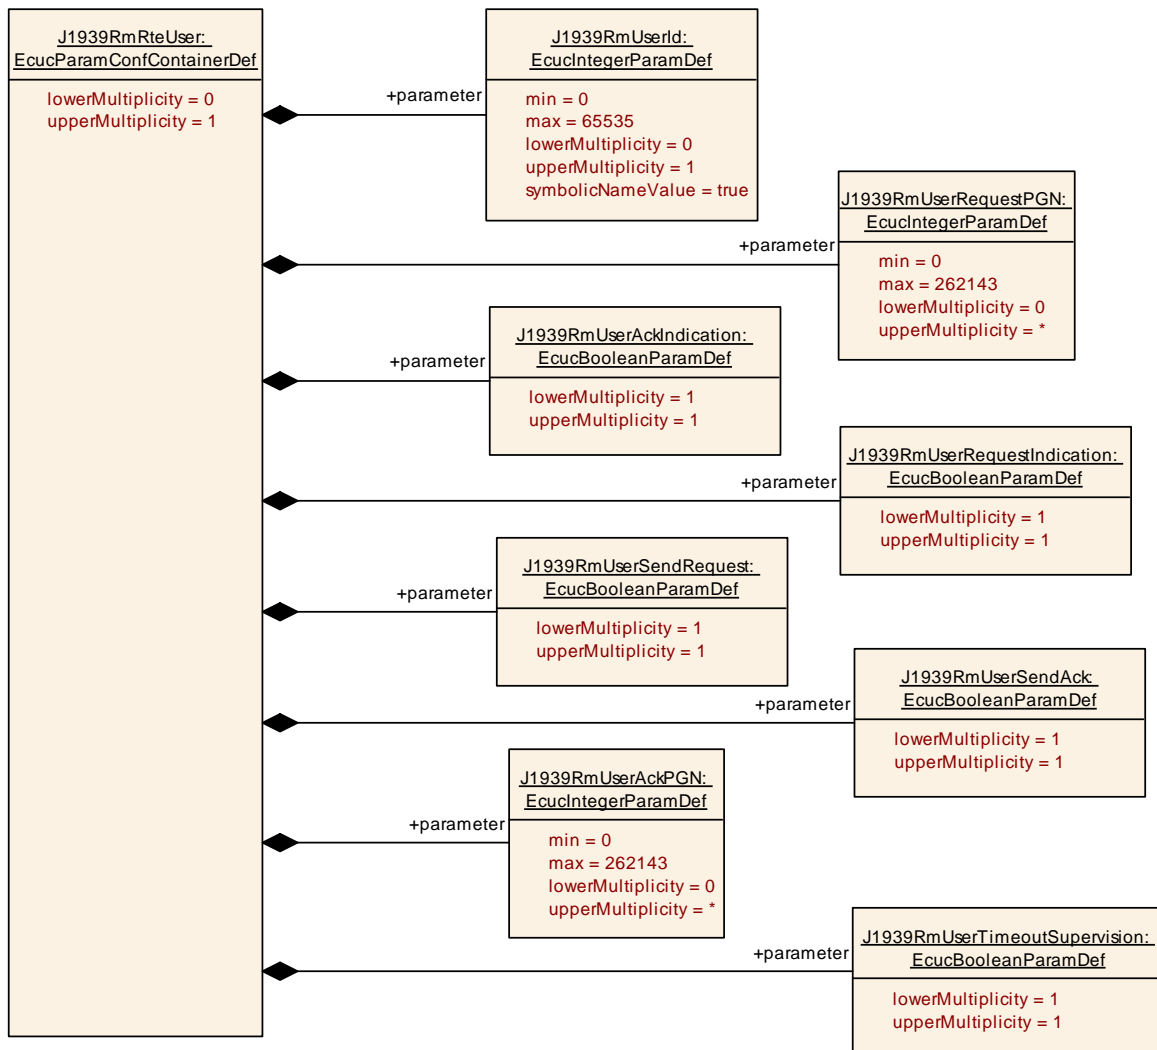 J1939RmRteUser:
EcucParamConfContainerDef
lowerMultiplicity = 0
upperMultiplicity = 1
+parameter
J1939RmUserId:
EcucIntegerParamDef
min = 0
max = 65535
lowerMultiplicity = 0
upperMultiplicity = 1
symbolicNameValue = true
+parameter
J1939RmUserRequestPGN:
EcucIntegerParamDef
min = 0
max = 262143
lowerMultiplicity = 0
upperMultiplicity = *
+parameter
J1939RmUserAckIndication:
EcucBooleanParamDef
lowerMultiplicity = 1
upperMultiplicity = 1
+parameter
J1939RmUserRequestIndication:
EcucBooleanParamDef
lowerMultiplicity = 1
upperMultiplicity = 1
+parameter
J1939RmUserSendRequest:
EcucBooleanParamDef
lowerMultiplicity = 1
upperMultiplicity = 1
+parameter
J1939RmUserSendAck:
EcucBooleanParamDef
lowerMultiplicity = 1
upperMultiplicity = 1
+parameter
J1939RmUserAckPGN:
EcucIntegerParamDef
min = 0
max = 262143
lowerMultiplicity = 0
upperMultiplicity = *
+parameter
J1939RmUserTimeoutSupervision:
EcucBooleanParamDef
lowerMultiplicity = 1
upperMultiplicity = 1